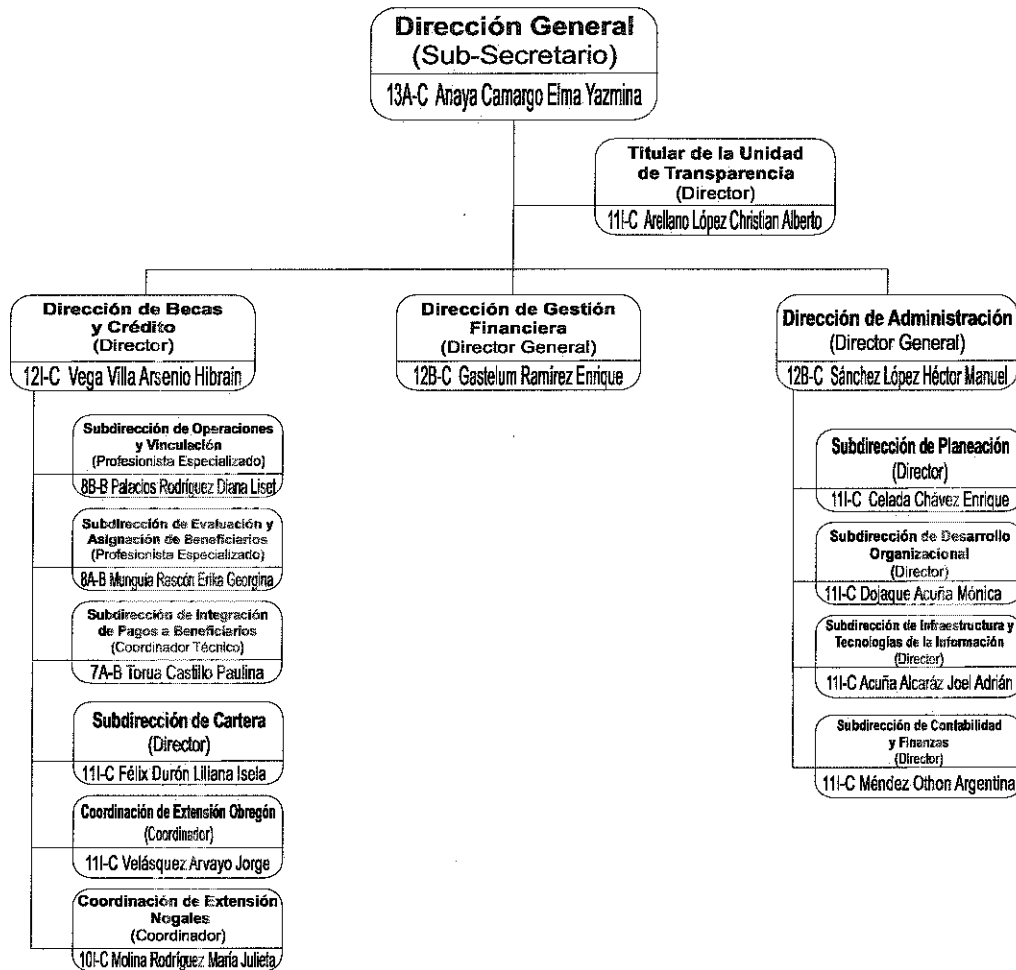 Dirección General
(Sub-Secretario)
13A-C Anaya Camargo Elma Yazmina
Titular de la Unidad
de Transparencia
(Director)
11I-C Arellano López Christian Alberto
Dirección de Becas
y Crédito
(Director)
12I-C Vega Villa Arsenio Hibrain
Dirección de Gestión
Financiera
(Director General)
12B-C Gastelum Ramírez Enrique
Dirección de Administración
(Director General)
12B-C Sánchez López Héctor Manuel
Subdirección de Operaciones
y Vinculación
(Profesionista Especializado)
8B-B Palacios Rodríguez Diana Liset
Subdirección de Evaluación y
Asignación de Beneficiarios
(Profesionista Especializado)
8A-B Munguia Rascón Erika Georgina
Subdirección de Integración
de Pagos a Beneficiarios
(Coordinador Técnico)
7A-B Torua Castillo Paulina
Subdirección de Cartera
(Director)
11I-C Félix Durón Liliana Isela
Coordinación de Extensión Obregón
(Coordinador)
11I-C Velásquez Arvayo Jorge
Coordinación de Extensión
Nogales
(Coordinador)
10I-C Molina Rodríguez María Julieta
Subdirección de Planeación
(Director)
11I-C Celada Chávez Enrique
Subdirección de Desarrollo
Organizacional
(Director)
11I-C Dojaque Acuña Mónica
Subdirección de Infraestructura y
Tecnologías de la Información
(Director)
11I-C Acuña Alcaráz Joel Adrián
Subdirección de Contabilidad
y Finanzas
(Director)
11I-C Méndez Othon Argentina